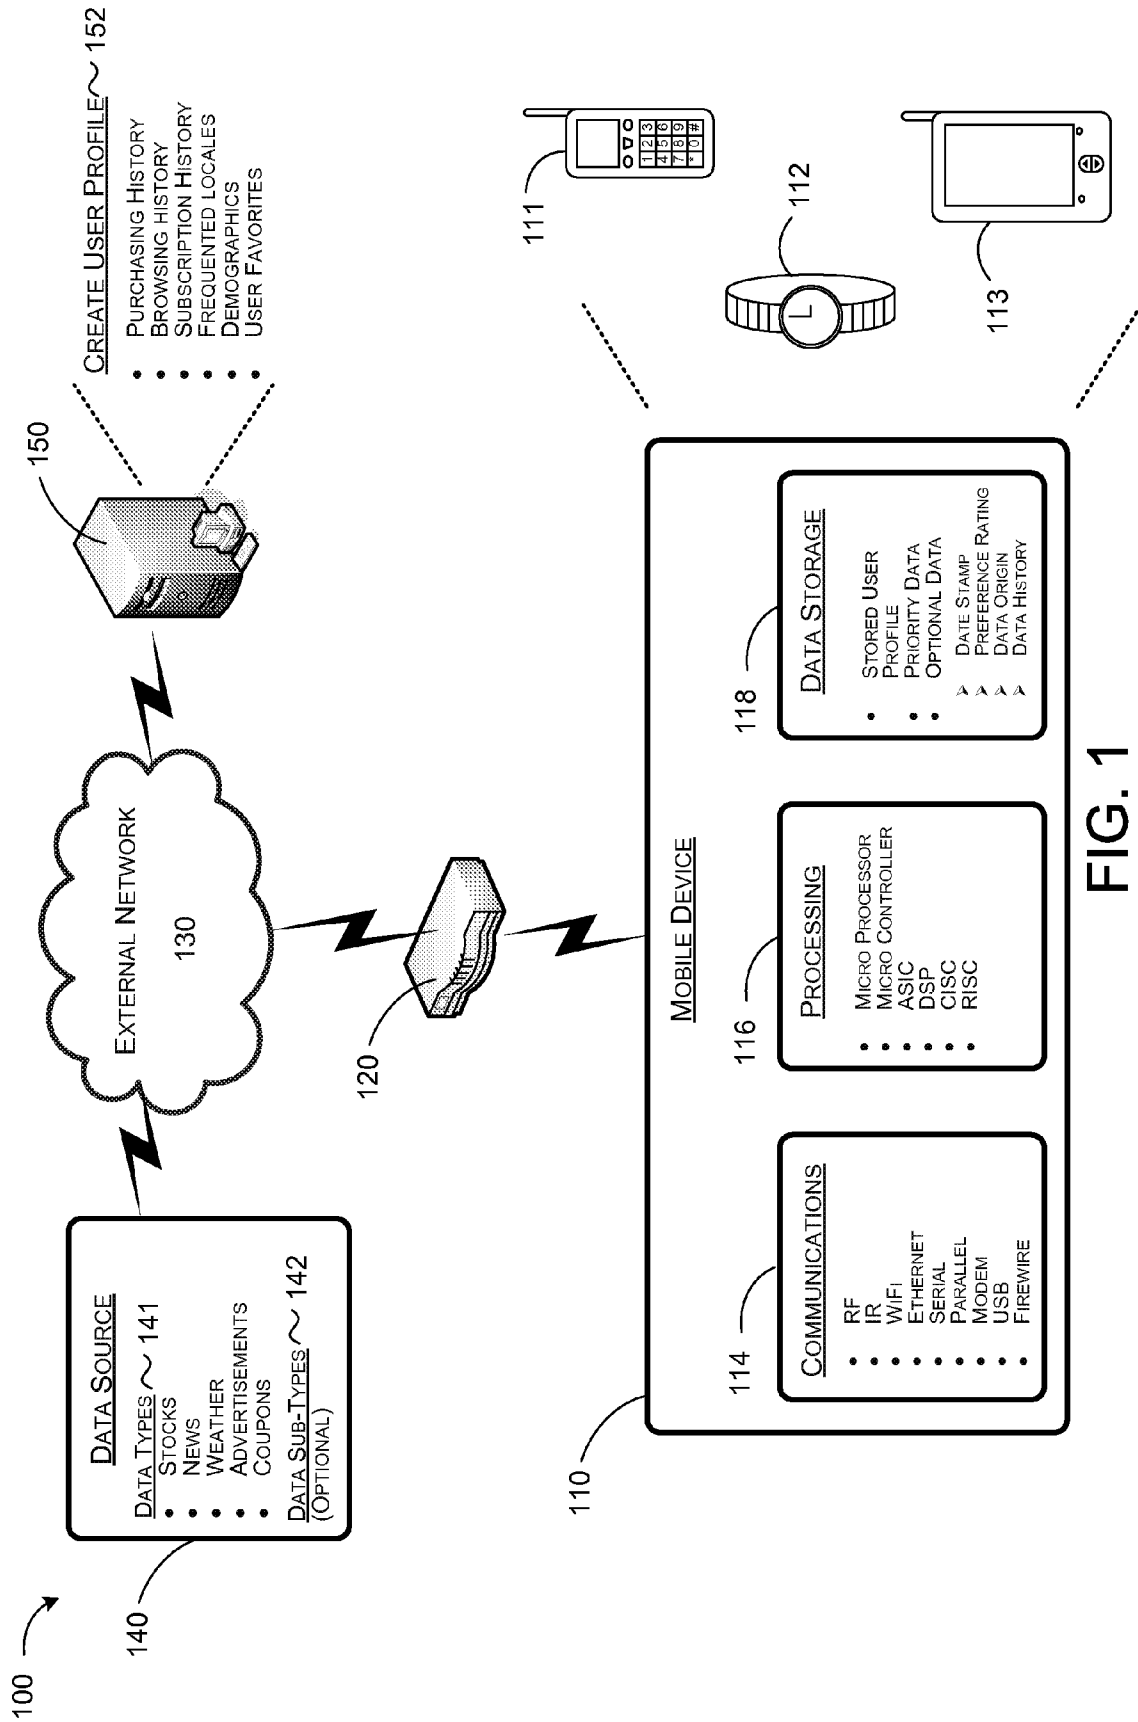 100
DATA SOURCE
DATA TYPES ~ 141
• STOCKS
• NEWS
• WEATHER
• ADVERTISEMENTS
• COUPONS
DATA SUB-TYPES ~ 142
(OPTIONAL)
140
EXTERNAL NETWORK
130
150
CREATE USER PROFILE ~ 152
• PURCHASING HISTORY
• BROWSING HISTORY
• SUBSCRIPTION HISTORY
• FREQUENTED LOCALES
• DEMOGRAPHICS
• USER FAVORITES
120
110
MOBILE DEVICE
114
COMMUNICATIONS
• RF
• IR
• WIFI
• ETHERNET
• SERIAL
• PARALLEL
• MODEM
• USB
• FIREWIRE
116
PROCESSING
• MICRO PROCESSOR
• MICRO CONTROLLER
• ASIC
• DSP
• CISC
• RISC
118
DATA STORAGE
• STORED USER
PROFILE
• PRIORITY DATA
• OPTIONAL DATA
➢ DATE STAMP
➢ PREFERENCE RATING
➢ DATA ORIGIN
➢ DATA HISTORY
111
1 2 3
4 5 6
7 8 9
* 0 #
112
113
FIG. 1